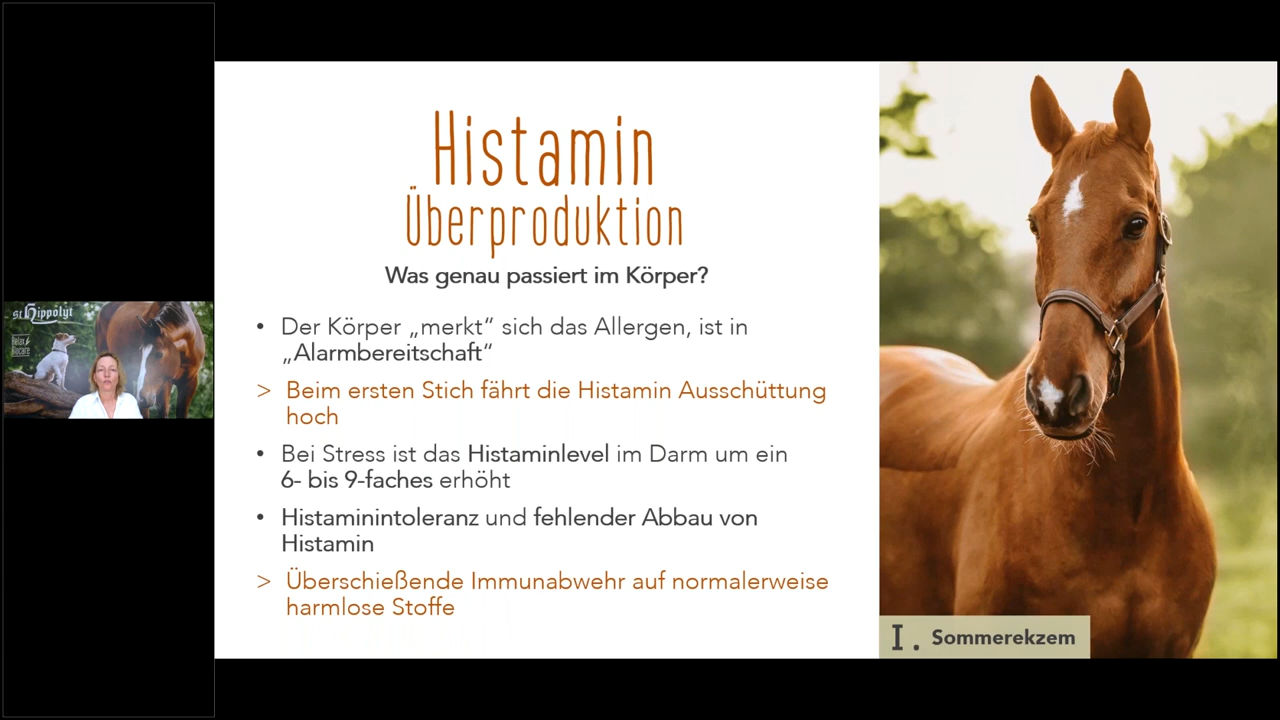 Histamin
Überproduktion
Was genau passiert im Körper?
• Der Körper „merkt“ sich das Allergen, ist in
„Alarmbereitschaft“
> Beim ersten Stich fährt die Histamin Ausschüttung
hoch
• Bei Stress ist das Histaminlevel im Darm um ein
6- bis 9-faches erhöht
• Histaminintoleranz und fehlender Abbau von
Histamin
> Überschießende Immunabwehr auf normalerweise
harmlose Stoffe
I. Sommerekzem
St. Hippolyt